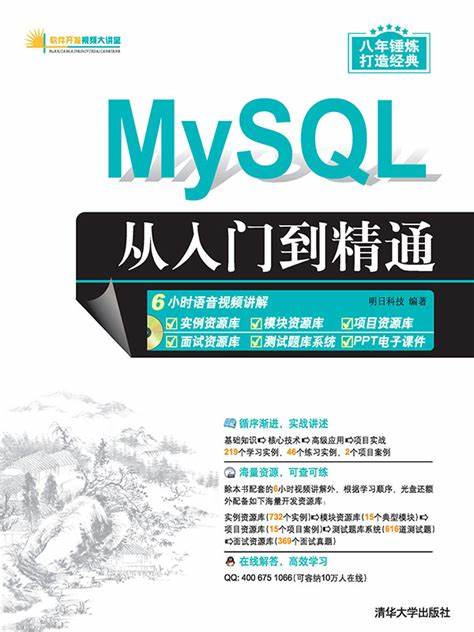 软件开发视频大讲堂
八年锤炼
打造经典
MySQL
从入门到精通
6小时语音视频讲解
明日科技 编著
实例资源库 模块资源库 项目资源库
面试资源库 测试题库系统 PPT电子课件
循序渐进，实战讲述
基础知识➪核心技术➪高级应用➪项目实战
219个学习实例，46个练习实例，2个项目案例
海量资源，可查可练
除本书配套的6小时视频讲解外，根据学习顺序，光盘还额
外配备如下海量开发资源库：
实例资源库(732个实例)➪模块资源库(15个典型模块)➪
项目资源库(15个项目案例)➪测试题库系统(616道测试题)
➪面试资源库(369个面试真题)
在线解答，高效学习
QQ: 400 675 1066(可容纳10万人在线)
清华大学出版社